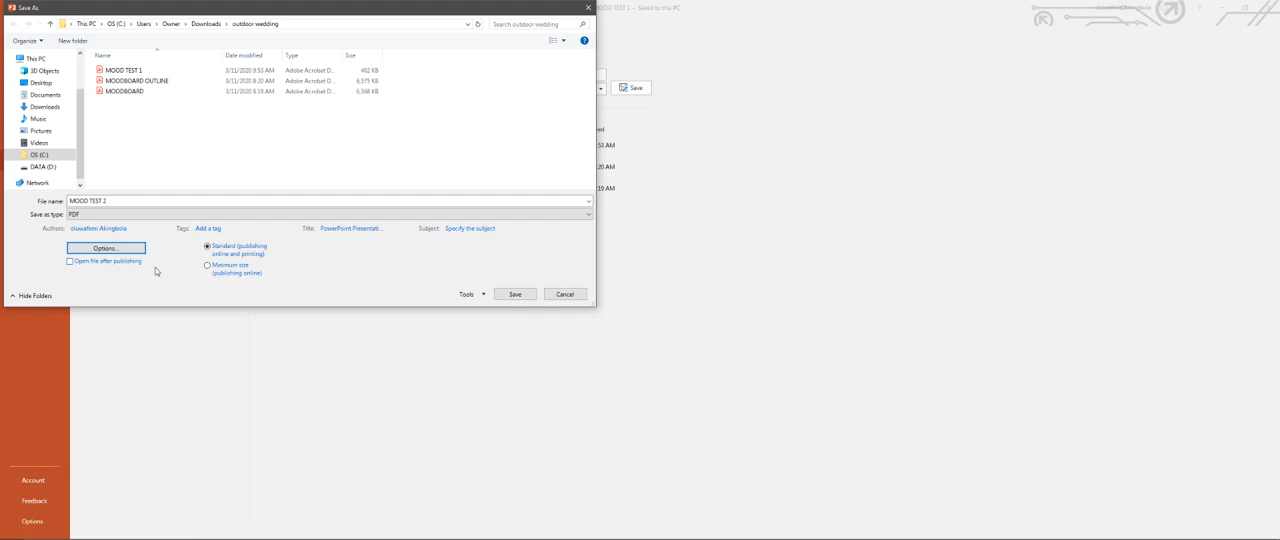 Save As
MOOD TEST 1 – Saved to this PC
oluwafemi Akingbola
?
This PC > OS (C:) > Users > Owner > Downloads > outdoor wedding
Search outdoor wedding
Organize
New folder
Name
Date modified
Type
Size
This PC
3D Objects
Desktop
Documents
Downloads
Music
Pictures
Videos
OS (C:)
DATA (D:)
Network
MOOD TEST 1 3/11/2020 9:53 AM Adobe Acrobat D... 462 KB
MOODBOARD OUTLINE 3/11/2020 8:20 AM Adobe Acrobat D... 6,575 KB
MOODBOARD 3/11/2020 8:19 AM Adobe Acrobat D... 6,568 KB
Save
ed
:53 AM
:20 AM
:19 AM
File name: MOOD TEST 2
Save as type: PDF
Authors: oluwafemi Akingbola
Tags: Add a tag
Title: PowerPoint Presentati...
Subject: Specify the subject
Options...
Open file after publishing
Standard (publishing
online and printing)
Minimum size
(publishing online)
Hide Folders
Tools
Save
Cancel
Account
Feedback
Options